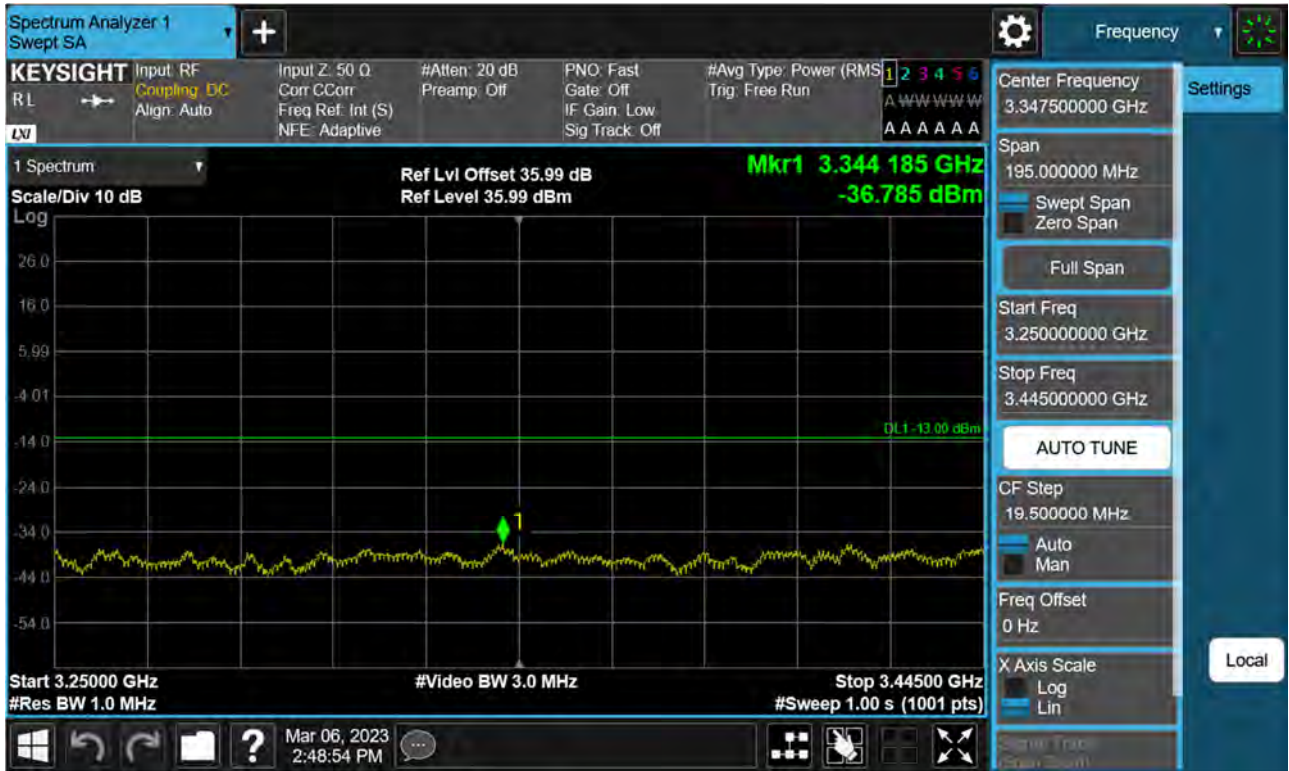 Spectrum Analyzer 1
Swept SA
+
Frequency
KEYSIGHT
R L
LXI
Input: RF
Coupling: DC
Align: Auto
Input Z: 50 Ω
Corr CCorr
Freq Ref: Int (S)
NFE: Adaptive
#Atten: 20 dB
Preamp: Off
PNO: Fast
Gate: Off
IF Gain: Low
Sig Track: Off
#Avg Type: Power (RMS
Trig: Free Run
1 2 3 4 5 6
A W W W W W
A A A A A A
1 Spectrum
Scale/Div 10 dB
Log
Ref Lvl Offset 35.99 dB
Ref Level 35.99 dBm
Mkr1 3.344 185 GHz
-36.785 dBm
26.0
16.0
5.99
-4.01
-14.0
-24.0
-34.0
-44.0
-54.0
DL1 -13.00 dBm
1
Start 3.25000 GHz
#Res BW 1.0 MHz
#Video BW 3.0 MHz
Stop 3.44500 GHz
#Sweep 1.00 s (1001 pts)
Center Frequency
3.347500000 GHz
Settings
Span
195.000000 MHz
Swept Span
Zero Span
Full Span
Start Freq
3.250000000 GHz
Stop Freq
3.445000000 GHz
AUTO TUNE
CF Step
19.500000 MHz
Auto
Man
Freq Offset
0 Hz
X Axis Scale
Log
Lin
Local
?
Mar 06, 2023
2:48:54 PM